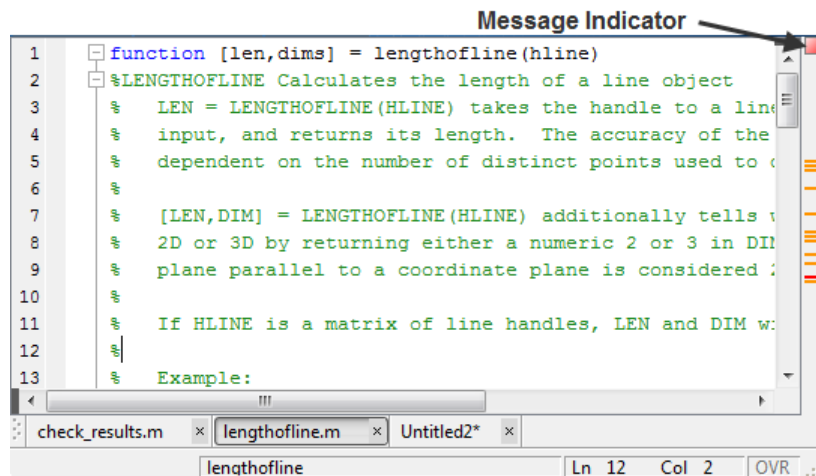 Message Indicator
1 function [len,dims] = lengthofline(hline)
2 %LENGTHOFLINE Calculates the length of a line object
3 % LEN = LENGTHOFLINE(HLINE) takes the handle to a line
4 % input, and returns its length. The accuracy of the
5 % dependent on the number of distinct points used to
6 %
7 % [LEN,DIM] = LENGTHOFLINE(HLINE) additionally tells
8 % 2D or 3D by returning either a numeric 2 or 3 in
9 % plane parallel to a coordinate plane is considered
10 %
11 % If HLINE is a matrix of line handles, LEN and DIM
12 %
13 % Example:
check_results.m × lengthofline.m × Untitled2* ×
lengthofline Ln 12 Col 2 OVR